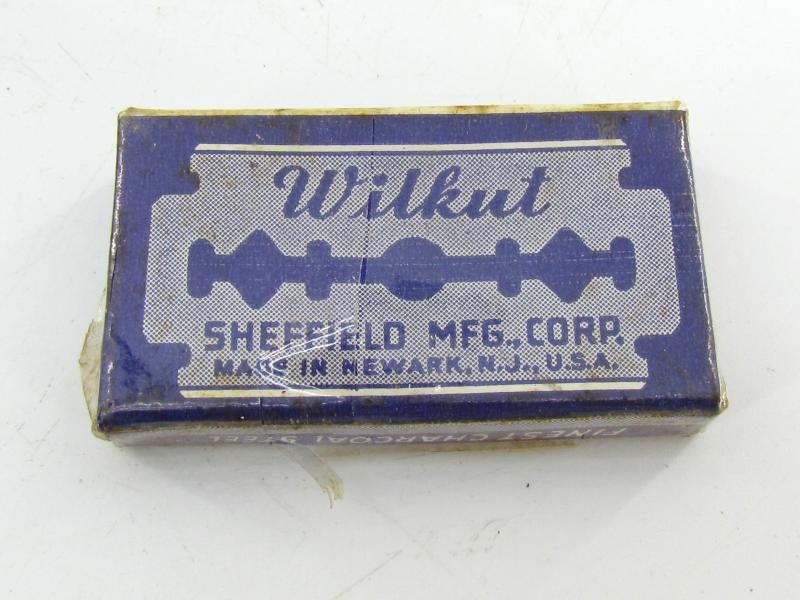 Wilkut
SHEFFIELD MFG., CORP.
MADE IN NEWARK, N.J., U.S.A.
FINEST CHARCOAL STEEL